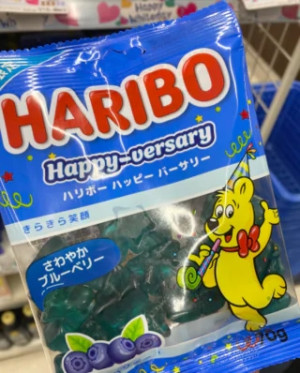 Happy
HARIBO
Happy-versary
ハリボー ハッピー バーサリー
きらきら笑顔
さわやか
ブルーベリー